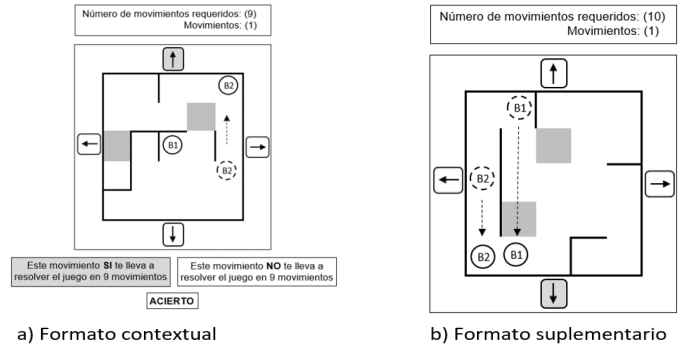 Número de movimientos requeridos: (9)
Movimientos: (1)
B2
B1
B2
Este movimiento SI te lleva a
resolver el juego en 9 movimientos
Este movimiento NO te lleva a
resolver el juego en 9 movimientos
ACIERTO
a) Formato contextual
Número de movimientos requeridos: (10)
Movimientos: (1)
B1
B2
B2
B1
b) Formato suplementario